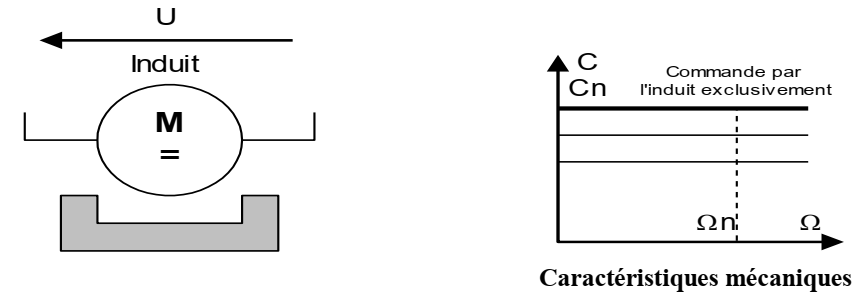 U
Induit
M
=
C
Cn
Commande par
l'induit exclusivement
Ωn
Ω
Caractéristiques mécaniques